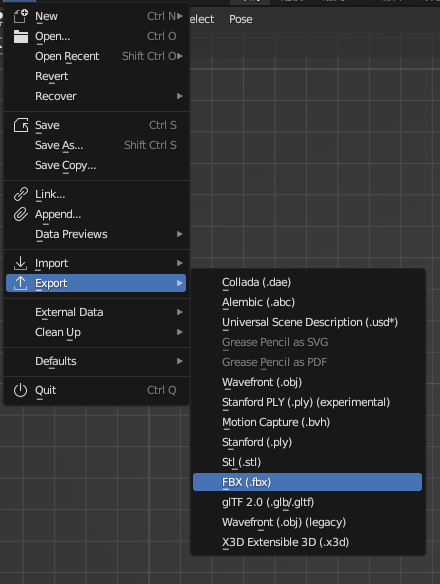 New Ctrl N
elect Pose
Open... Ctrl O
Open Recent Shift Ctrl O
Revert
Recover
Save Ctrl S
Save As... Shift Ctrl S
Save Copy...
Link...
Append...
Data Previews
Import
Export
External Data
Clean Up
Defaults
Quit Ctrl Q
Collada (.dae)
Alembic (.abc)
Universal Scene Description (.usd*)
Grease Pencil as SVG
Grease Pencil as PDF
Wavefront (.obj)
Stanford PLY (.ply) (experimental)
Motion Capture (.bvh)
Stanford (.ply)
Stl (.stl)
FBX (.fbx)
glTF 2.0 (.glb/.gltf)
Wavefront (.obj) (legacy)
X3D Extensible 3D (.x3d)